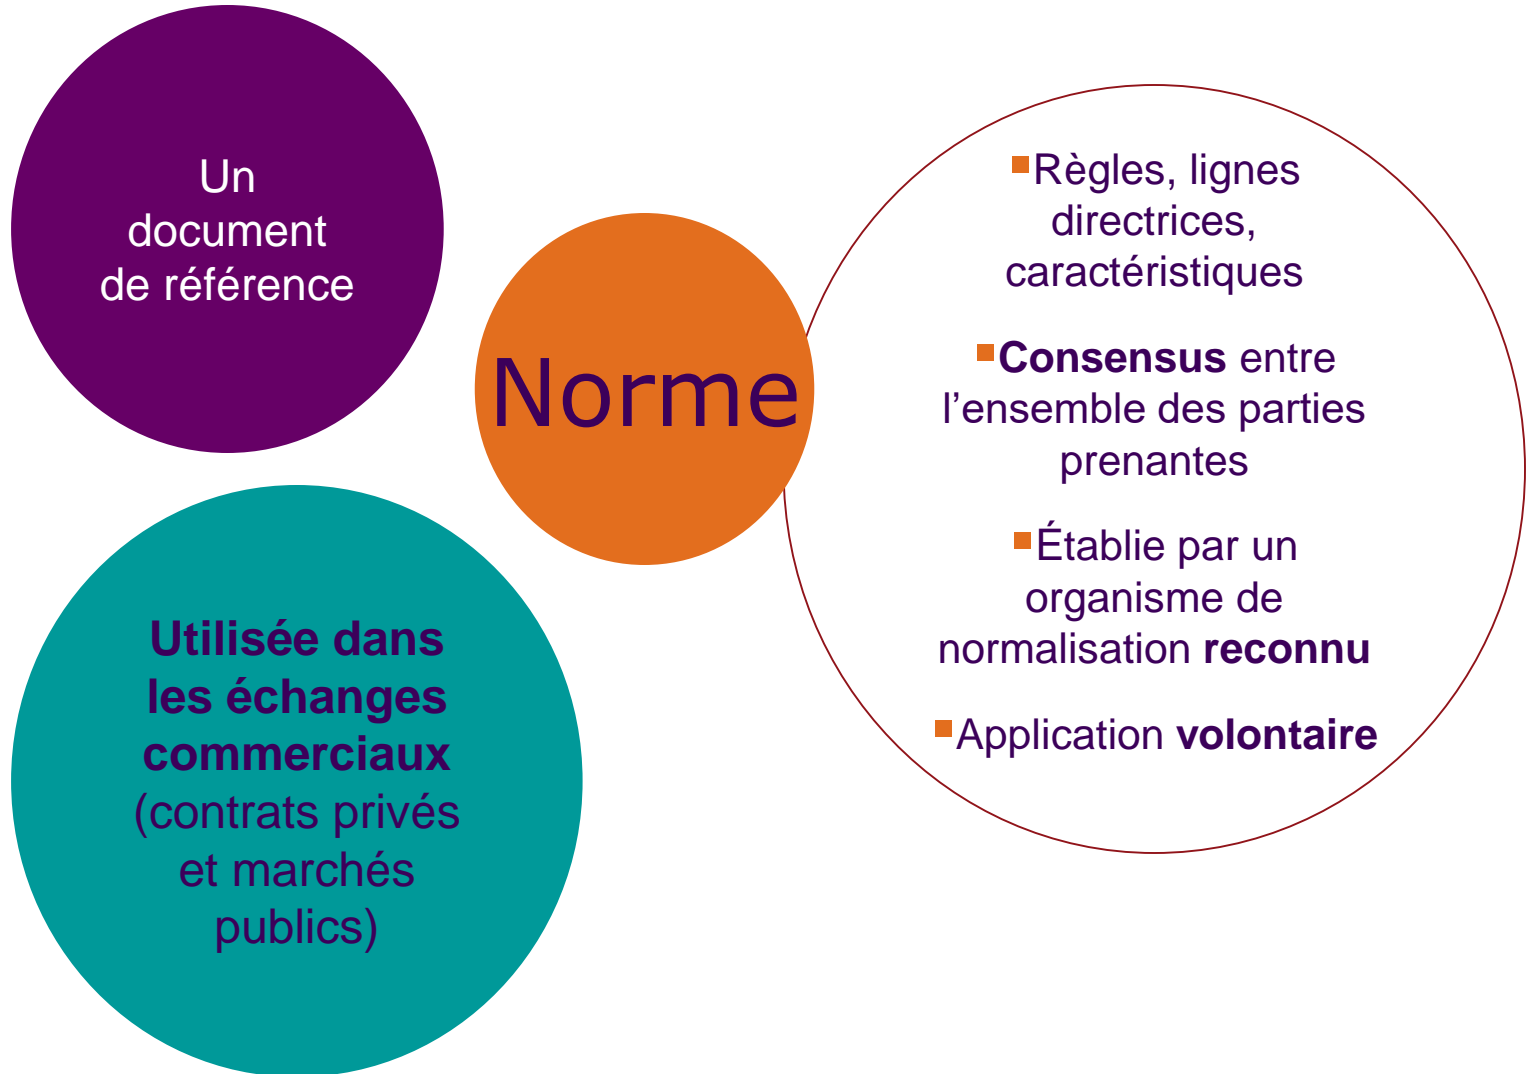 Un
document
de référence
Norme
▪Règles, lignes
directrices,
caractéristiques
▪Consensus entre
l’ensemble des parties
prenantes
▪Établie par un
organisme de
normalisation reconnu
▪Application volontaire
Utilisée dans
les échanges
commerciaux
(contrats privés
et marchés
publics)